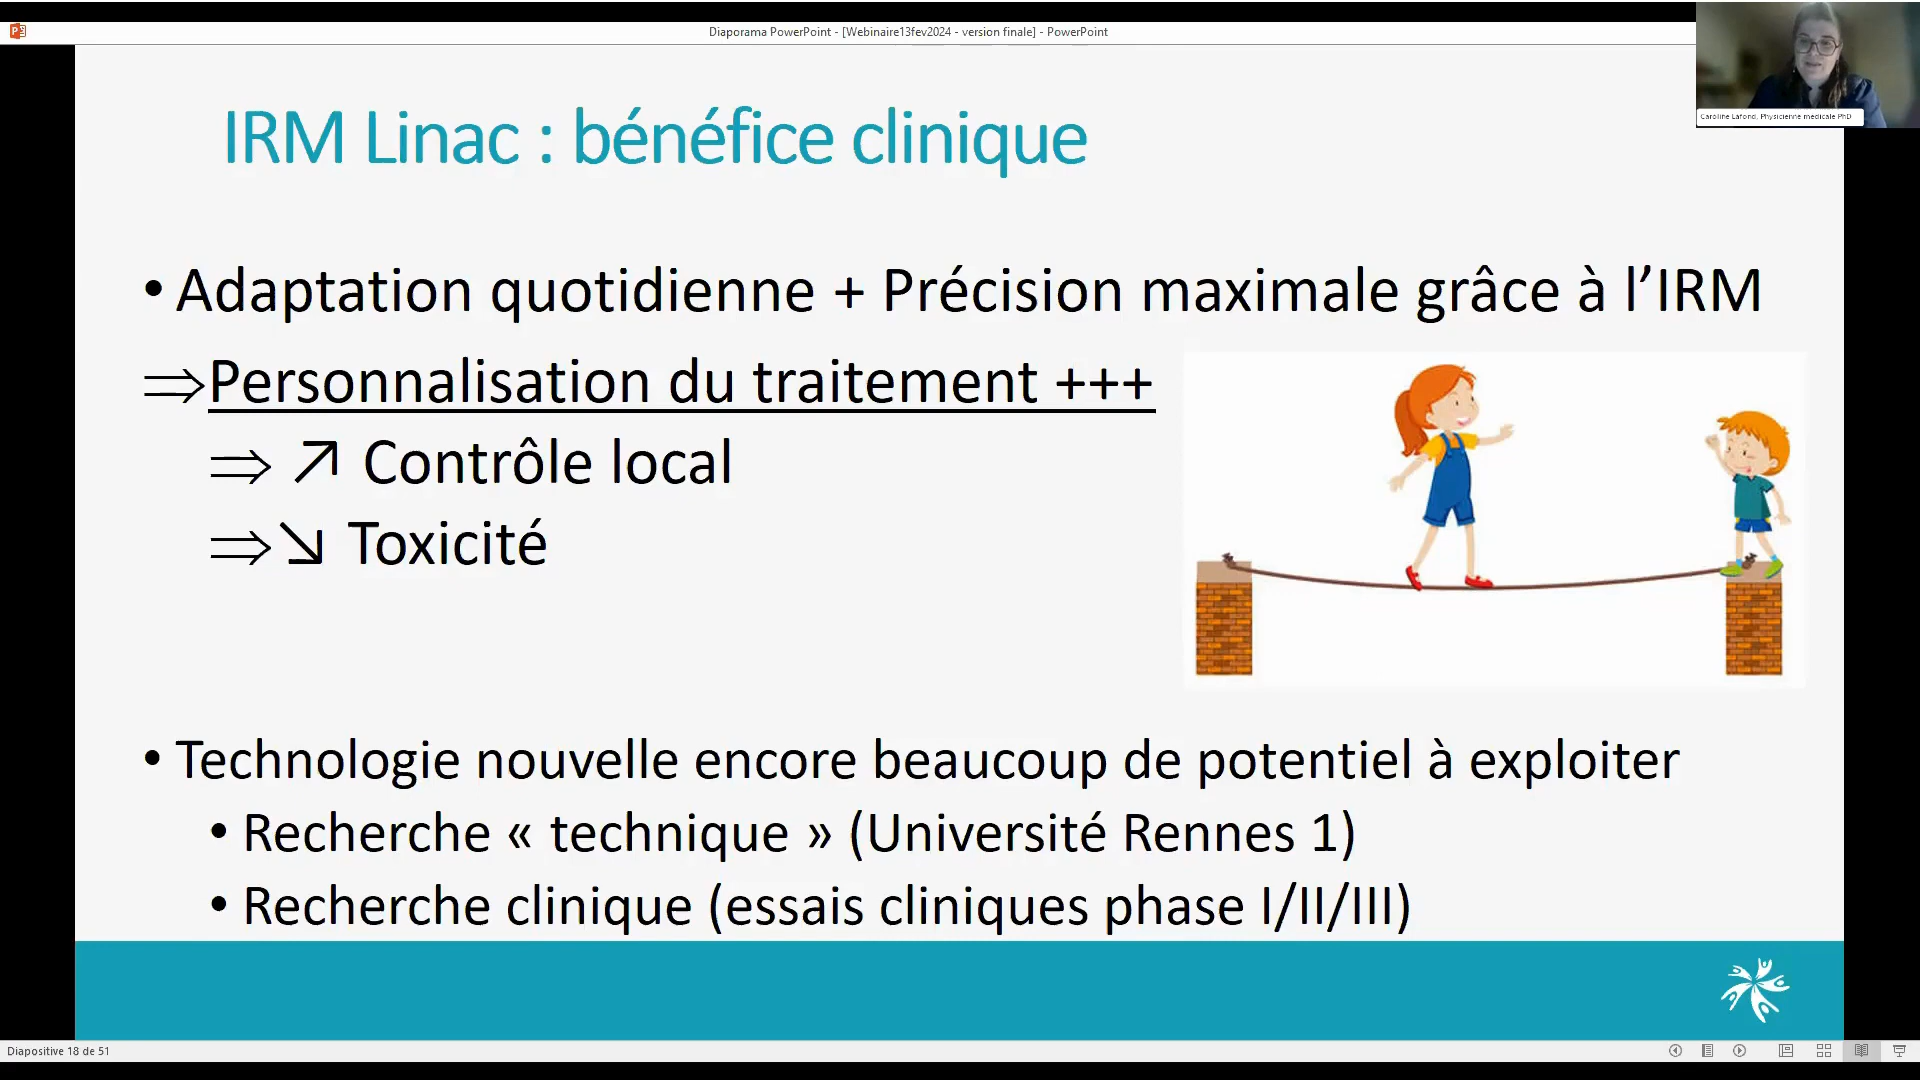 Diaporama PowerPoint - [Webinaire13fev2024 - version finale] - PowerPoint
Caroline Lafond, Physicienne médicale PhD
IRM Linac : bénéfice clinique
• Adaptation quotidienne + Précision maximale grâce à l’IRM
⇒Personnalisation du traitement +++
⇒ ↗ Contrôle local
⇒↘ Toxicité
• Technologie nouvelle encore beaucoup de potentiel à exploiter
• Recherche « technique » (Université Rennes 1)
• Recherche clinique (essais cliniques phase I/II/III)
Diapositive 18 de 51